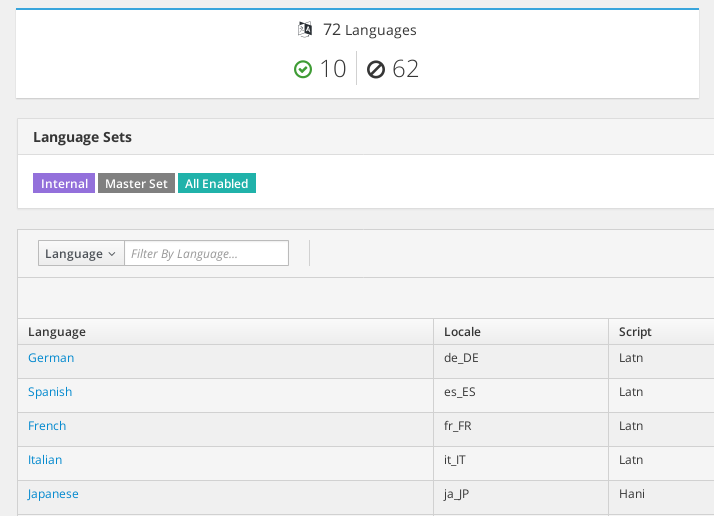 72 Languages
10 62
Language Sets
Internal Master Set All Enabled
Language Filter By Language...
Language Locale Script
German de_DE Latn
Spanish es_ES Latn
French fr_FR Latn
Italian it_IT Latn
Japanese ja_JP Hani